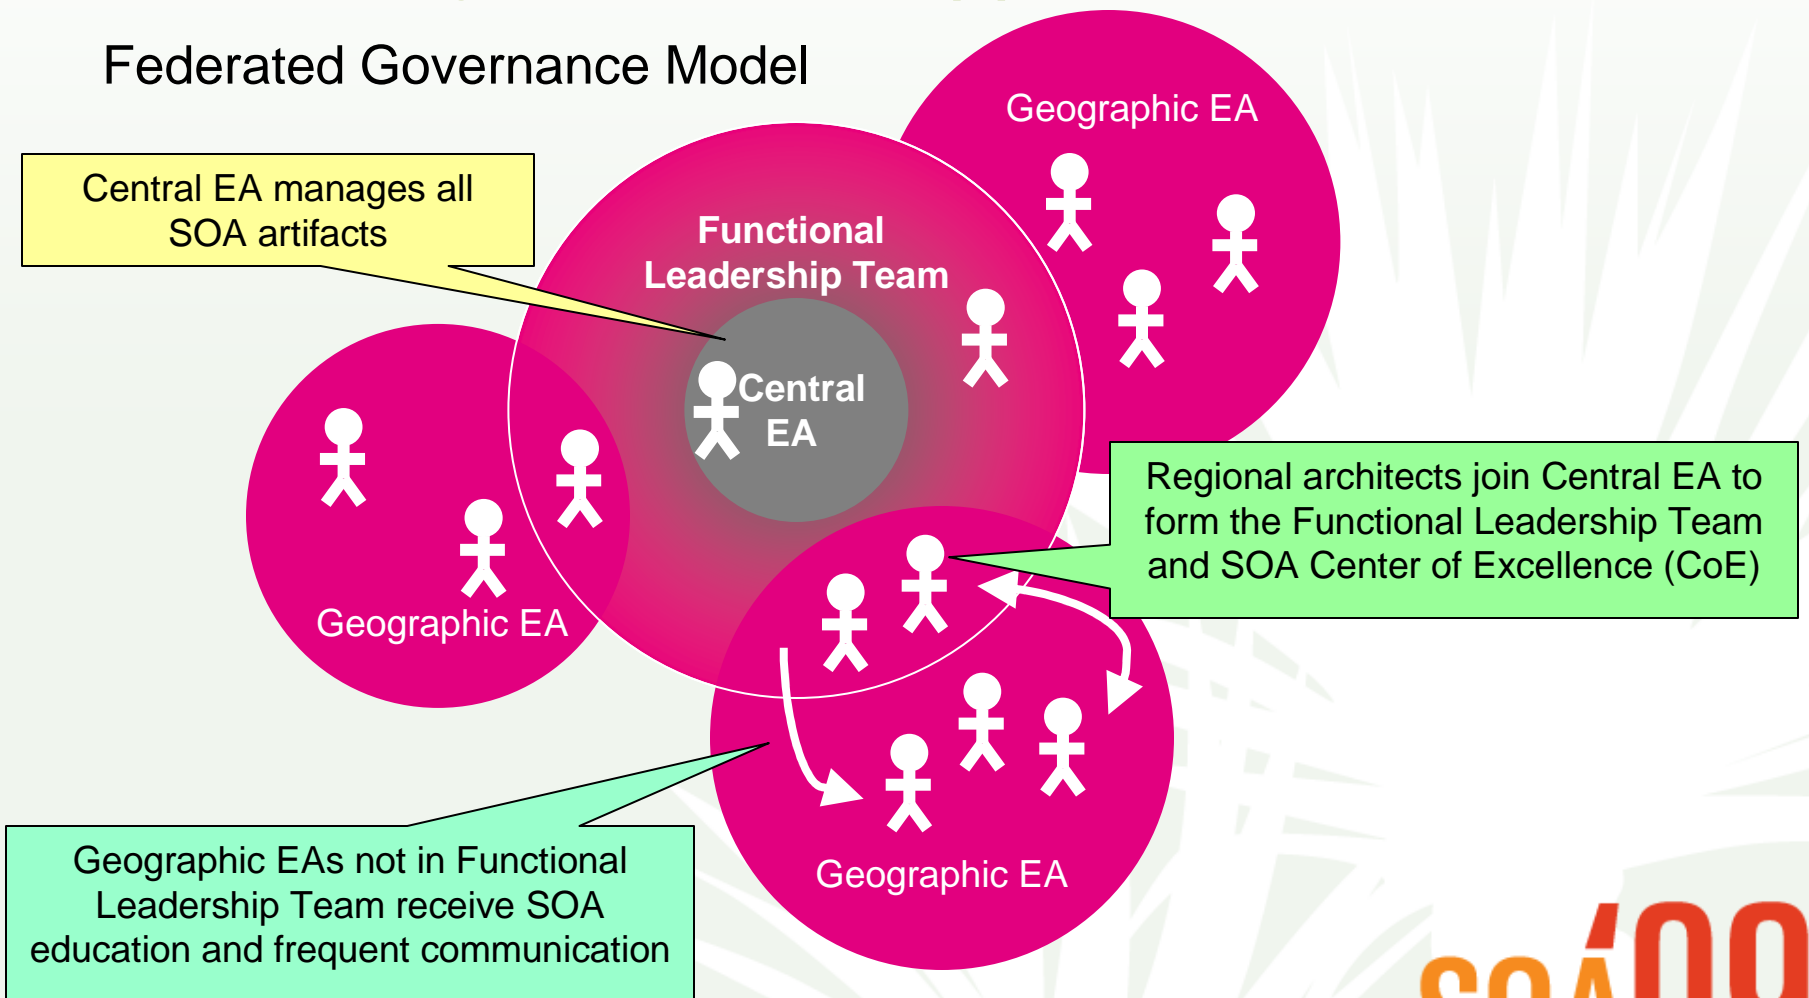 Federated Governance Model
Geographic EA
Central EA manages all
SOA artifacts
Functional
Leadership Team
Central
EA
Regional architects join Central EA to
form the Functional Leadership Team
and SOA Center of Excellence (CoE)
Geographic EA
Geographic EAs not in Functional
Leadership Team receive SOA
education and frequent communication
Geographic EA
SOA